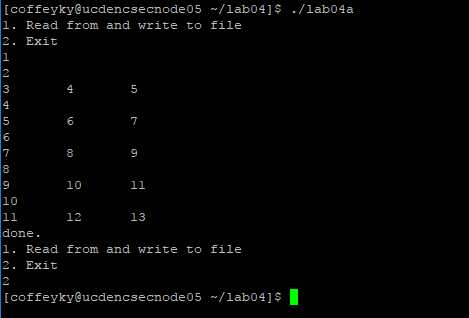 [coffeyky@ucdencsecnode05 ~/lab04]$ ./lab04a
1. Read from and write to file
2. Exit
1
2
3 4 5
4
5 6 7
6
7 8 9
8
9 10 11
10
11 12 13
done.
1. Read from and write to file
2. Exit
2
[coffeyky@ucdencsecnode05 ~/lab04]$